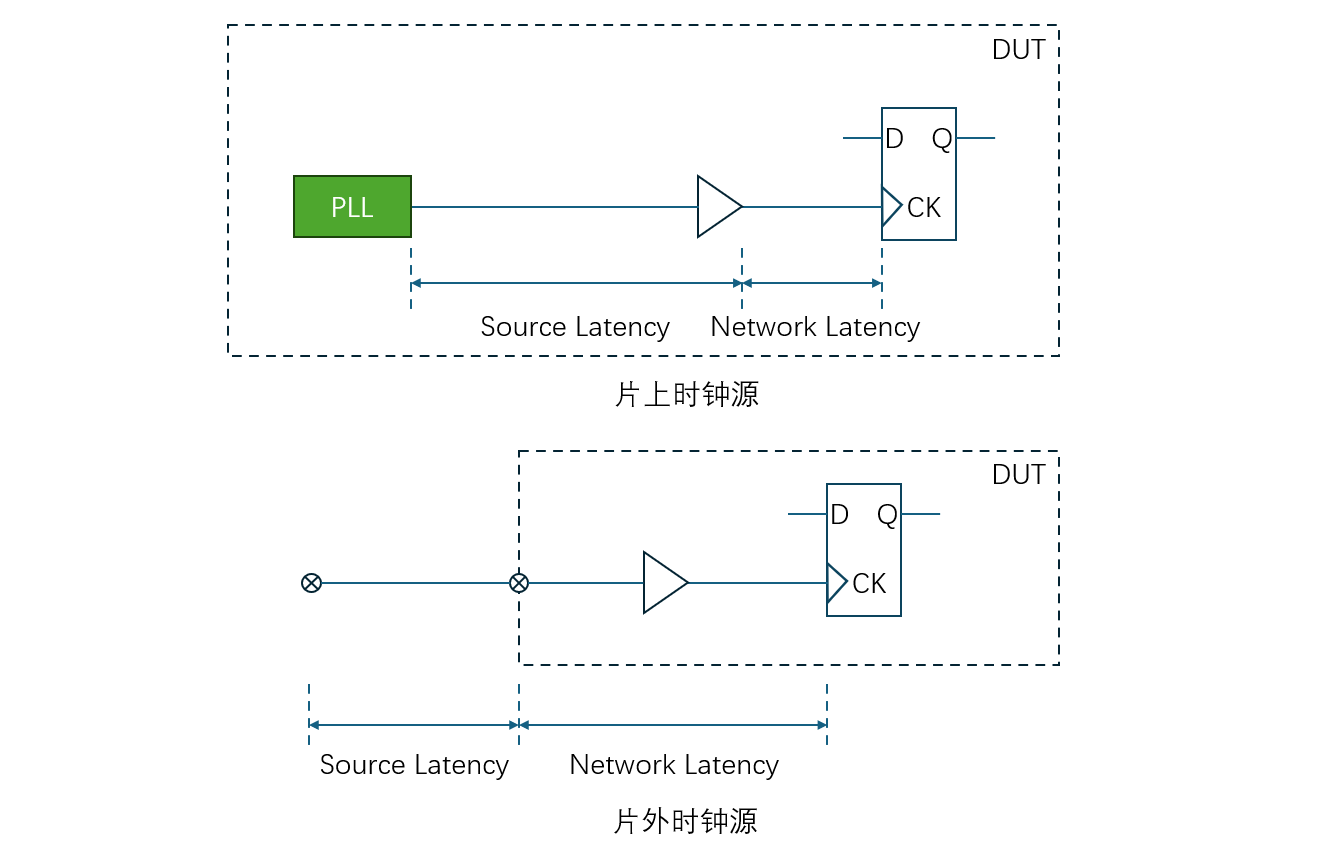 DUT
D Q
PLL
CK
Source Latency Network Latency
片上时钟源
DUT
D Q
CK
Source Latency Network Latency
片外时钟源